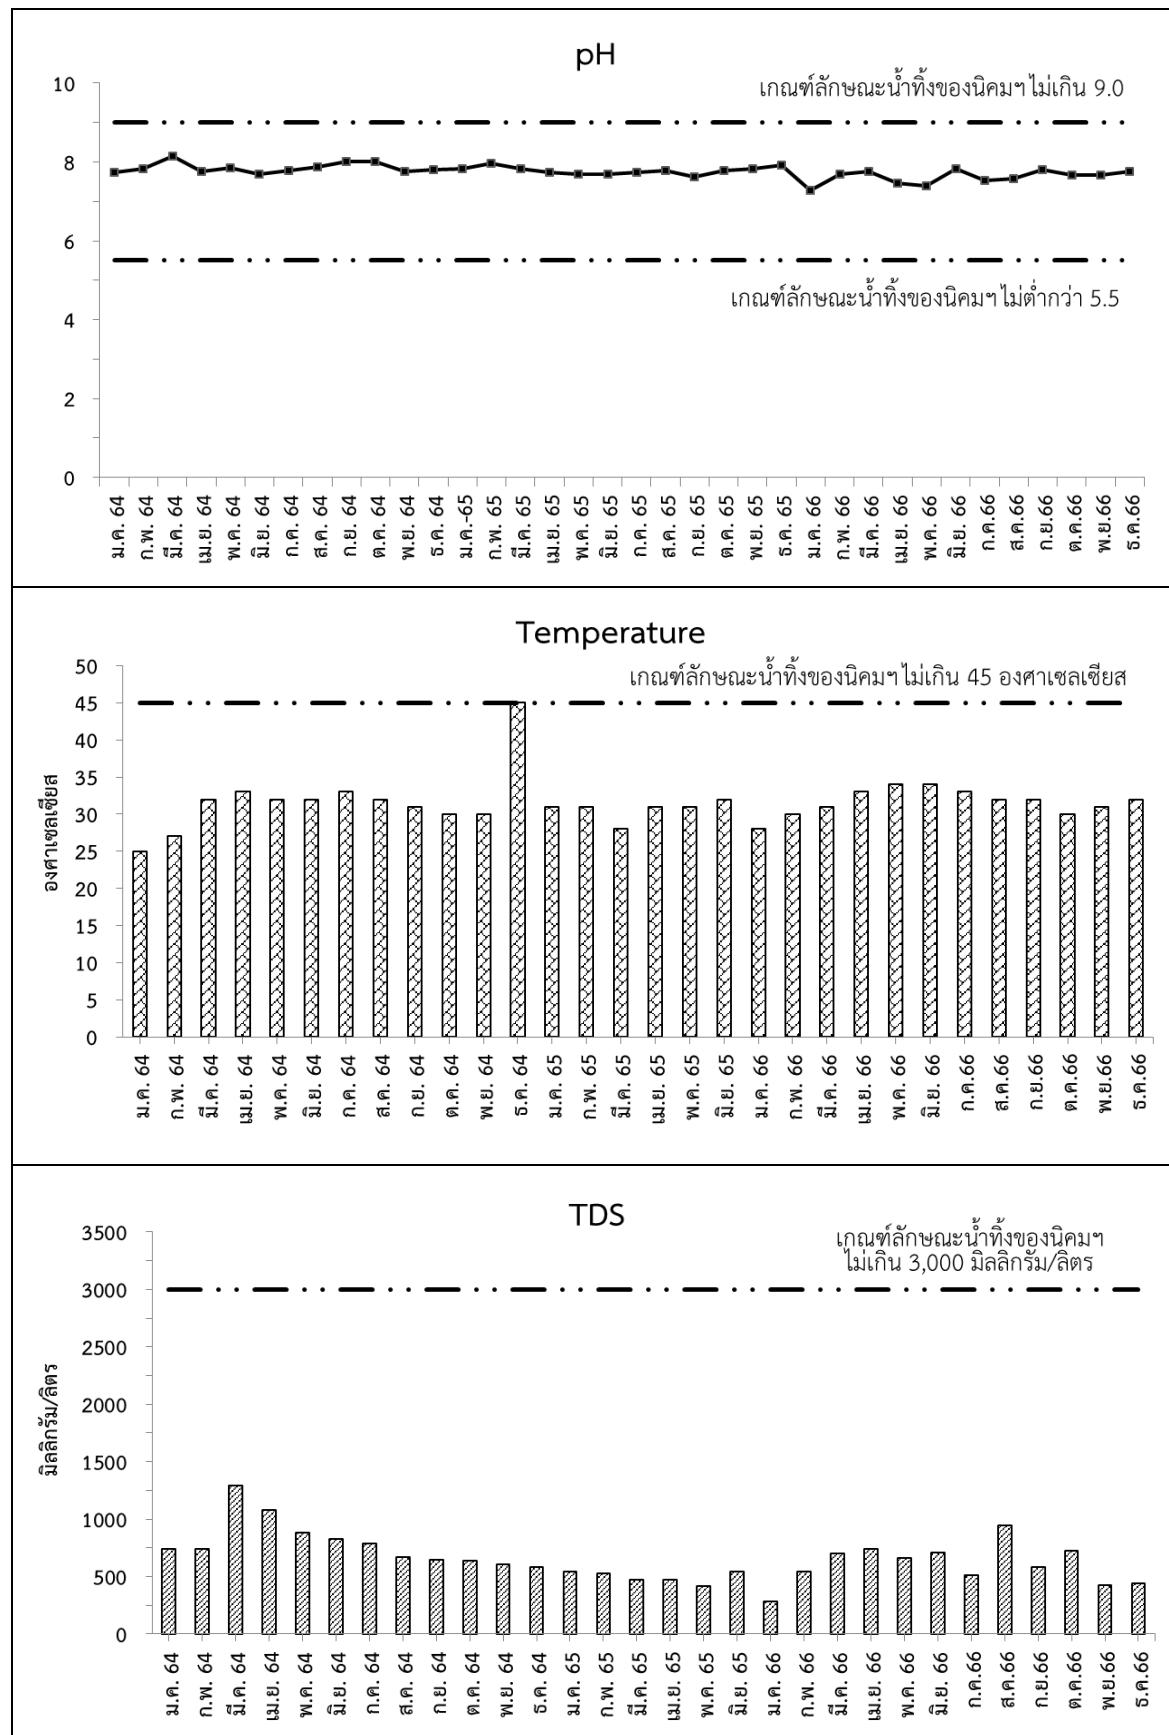 pH
เกณฑ์ลักษณะน้ำทิ้งของนิคมฯ ไม่เกิน 9.0
10
8
6
4
2
0
เกณฑ์ลักษณะน้ำทิ้งของนิคมฯ ไม่ต่ำกว่า 5.5
ม.ค. 64
ก.พ. 64
มี.ค. 64
เม.ย. 64
พ.ค. 64
มิ.ย. 64
ก.ค. 64
ส.ค. 64
ก.ย. 64
ต.ค. 64
พ.ย. 64
ธ.ค. 64
ม.ค.-65
ก.พ. 65
มี.ค. 65
เม.ย. 65
พ.ค. 65
มิ.ย. 65
ก.ค. 65
ส.ค. 65
ก.ย. 65
ต.ค. 65
พ.ย. 65
ธ.ค. 65
ม.ค. 66
ก.พ. 66
มี.ค. 66
เม.ย. 66
พ.ค. 66
มิ.ย. 66
ก.ค.66
ส.ค.66
ก.ย.66
ต.ค.66
พ.ย.66
ธ.ค.66
Temperature
เกณฑ์ลักษณะน้ำทิ้งของนิคมฯ ไม่เกิน 45 องศาเซลเซียส
องศาเซลเซียส
50
45
40
35
30
25
20
15
10
5
0
ม.ค. 64
ก.พ. 64
มี.ค. 64
เม.ย. 64
พ.ค. 64
มิ.ย. 64
ก.ค. 64
ส.ค. 64
ก.ย. 64
ต.ค. 64
พ.ย. 64
ธ.ค. 64
ม.ค. 65
ก.พ. 65
มี.ค. 65
เม.ย. 65
พ.ค. 65
มิ.ย. 65
ม.ค. 66
ก.พ. 66
มี.ค. 66
เม.ย. 66
พ.ค. 66
มิ.ย. 66
ก.ค.66
ส.ค.66
ก.ย.66
ต.ค.66
พ.ย.66
ธ.ค.66
TDS
เกณฑ์ลักษณะน้ำทิ้งของนิคมฯ
ไม่เกิน 3,000 มิลลิกรัม/ลิตร
มิลลิกรัม/ลิตร
3500
3000
2500
2000
1500
1000
500
0
ม.ค. 64
ก.พ. 64
มี.ค. 64
เม.ย. 64
พ.ค. 64
มิ.ย. 64
ก.ค. 64
ส.ค. 64
ก.ย. 64
ต.ค. 64
พ.ย. 64
ธ.ค. 64
ม.ค. 65
ก.พ. 65
มี.ค. 65
เม.ย. 65
พ.ค. 65
มิ.ย. 65
ม.ค. 66
ก.พ. 66
มี.ค. 66
เม.ย. 66
พ.ค. 66
มิ.ย. 66
ก.ค.66
ส.ค.66
ก.ย.66
ต.ค.66
พ.ย.66
ธ.ค.66